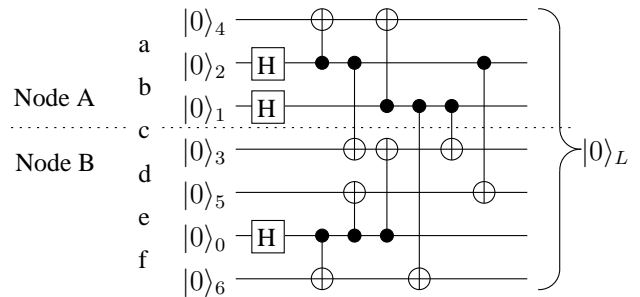 |0⟩₄
a
|0⟩₂ H
b
Node A
|0⟩₁ H
c
|0⟩₃
Node B
|0⟩_L
d
|0⟩₅
e
|0⟩₀ H
f
|0⟩₆